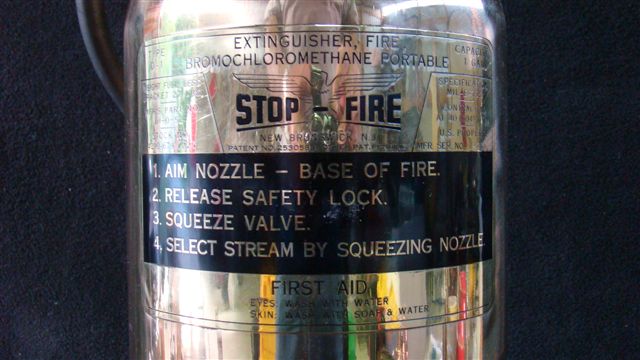 EXTINGUISHER, FIRE,
BROMOCHLOROMETHANE PORTABLE
STOP - FIRE
NEW BRUNSWICK, N.J.
PATENT NO.
1. AIM NOZZLE - BASE OF FIRE.
2. RELEASE SAFETY LOCK.
3. SQUEEZE VALVE.
4. SELECT STREAM BY SQUEEZING NOZZLE.
FIRST AID
EYES: WASH WITH WATER
SKIN: WASH WITH SOAP & WATER